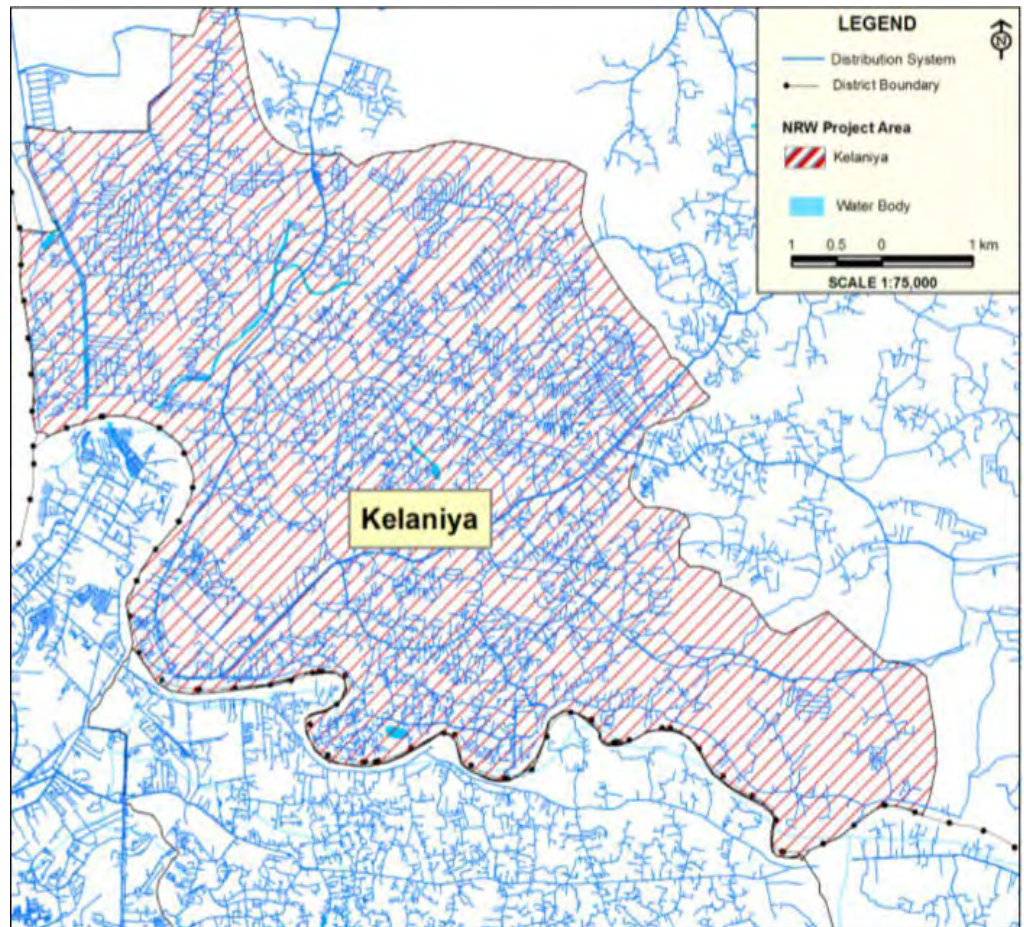 LEGEND
N
Distribution System
District Boundary
NRW Project Area
Kelaniya
Water Body
1 0.5 0 1 km
SCALE 1:75,000
Kelaniya